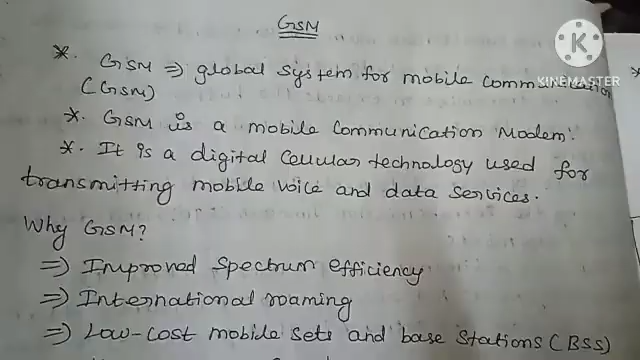 GSM
*. GSM ⇒ global system for mobile communication
(GSM)
*. GSM is a mobile communication Modem.
*. It is a digital cellular technology used for
transmitting mobile voice and data services.
Why GSM?
⇒ Improved spectrum efficiency
⇒ International roaming
⇒ Low-cost mobile sets and base stations (BSS)
KINEMASTER